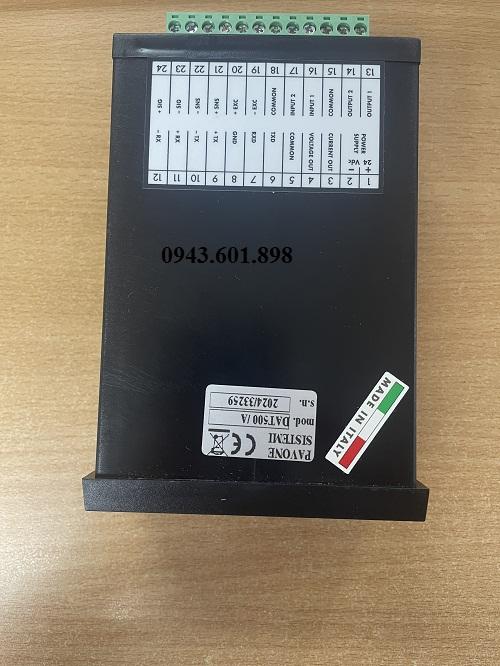 1 2 3 4 5 6 7 8 9 10 11 12
+ 24 Vdc −
POWER SUPPLY
CURRENT OUT
VOLTAGE OUT
COMMON
TXD
RXD
GND
+ TX
- TX
+ RX
- RX
OUTPUT 1
OUTPUT 2
COMMON
INPUT 1
INPUT 2
COMMON
- EXC
+ EXC
+ SNS
- SNS
- SIG
+ SIG
13 14 15 16 17 18 19 20 21 22 23 24
0943.601.898
PAVONE
SISTEMI
CE
mod. DAT500/A
s.n. 2024/33259
MADE IN ITALY